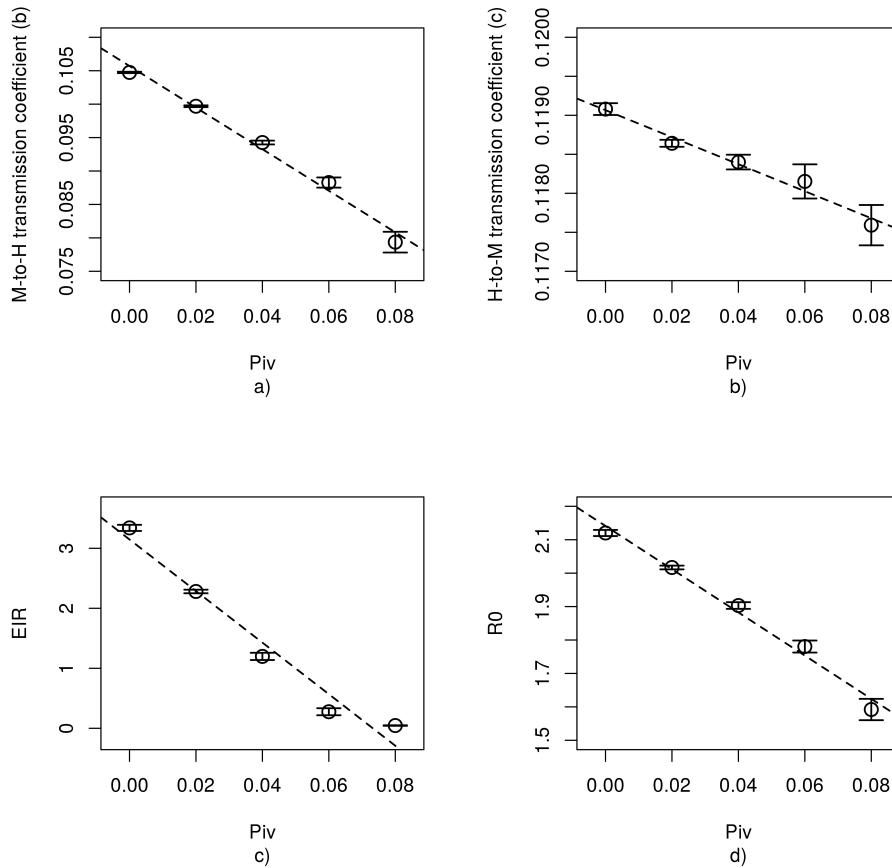 M-to-H transmission coefficient (b)
0.105
0.095
0.085
0.075
0.00 0.02 0.04 0.06 0.08
Piv
a)
H-to-M transmission coefficient (c)
0.1200
0.1190
0.1180
0.1170
0.00 0.02 0.04 0.06 0.08
Piv
b)
EIR
3
2
1
0
0.00 0.02 0.04 0.06 0.08
Piv
c)
R0
2.1
1.9
1.7
1.5
0.00 0.02 0.04 0.06 0.08
Piv
d)